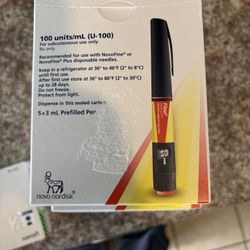 100 units/mL (U-100)
For subcutaneous use only
Rx only
Recommended for use with NovoFine® or
NovoFine® Plus disposable needles.
Keep in a refrigerator at 36° to 46°F (2° to 8°C)
until first use.
After first use store at 36° to 86°F (2° to 30°C)
up to 28 days.
Do not freeze.
Protect from light.
Dispense in this sealed carton.
5 x 3 mL Prefilled Pen
novo nordisk®